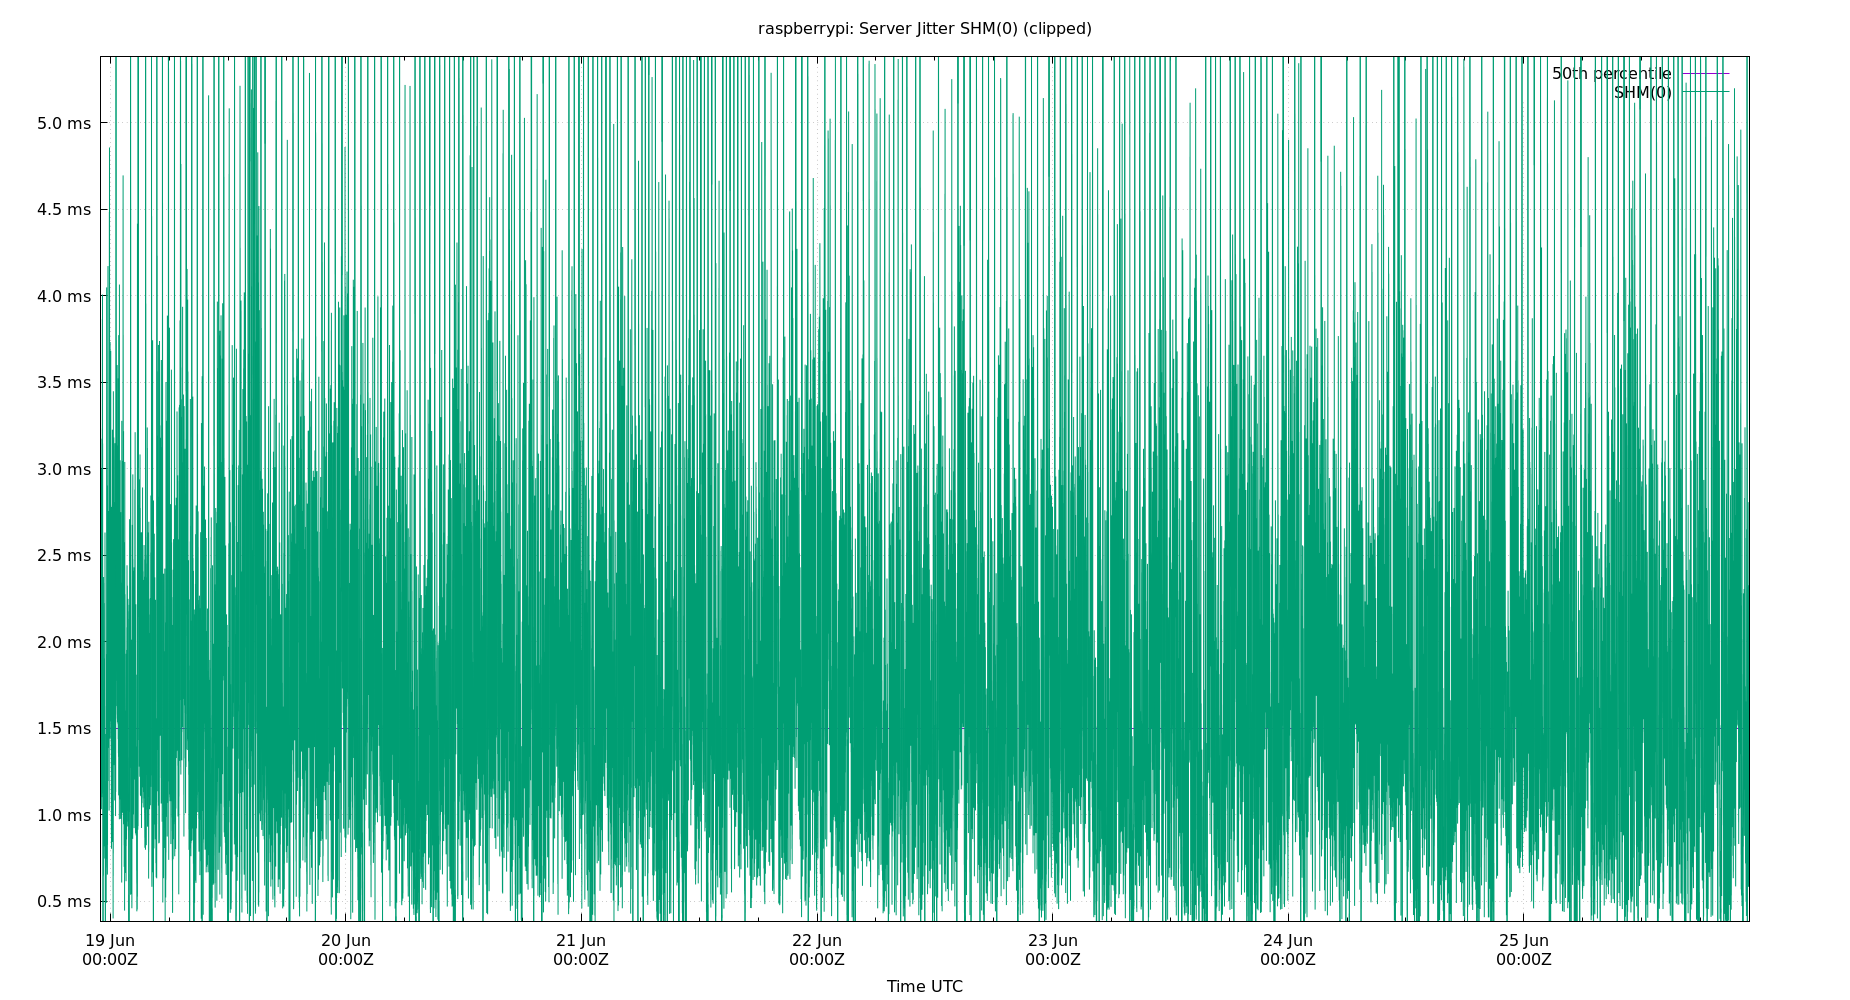 raspberrypi: Server Jitter SHM(0) (clipped)
50th percentile
SHM(0)
5.0 ms
4.5 ms
4.0 ms
3.5 ms
3.0 ms
2.5 ms
2.0 ms
1.5 ms
1.0 ms
0.5 ms
19 Jun 20 Jun 21 Jun 22 Jun 23 Jun 24 Jun 25 Jun
00:00Z 00:00Z 00:00Z 00:00Z 00:00Z 00:00Z 00:00Z
Time UTC